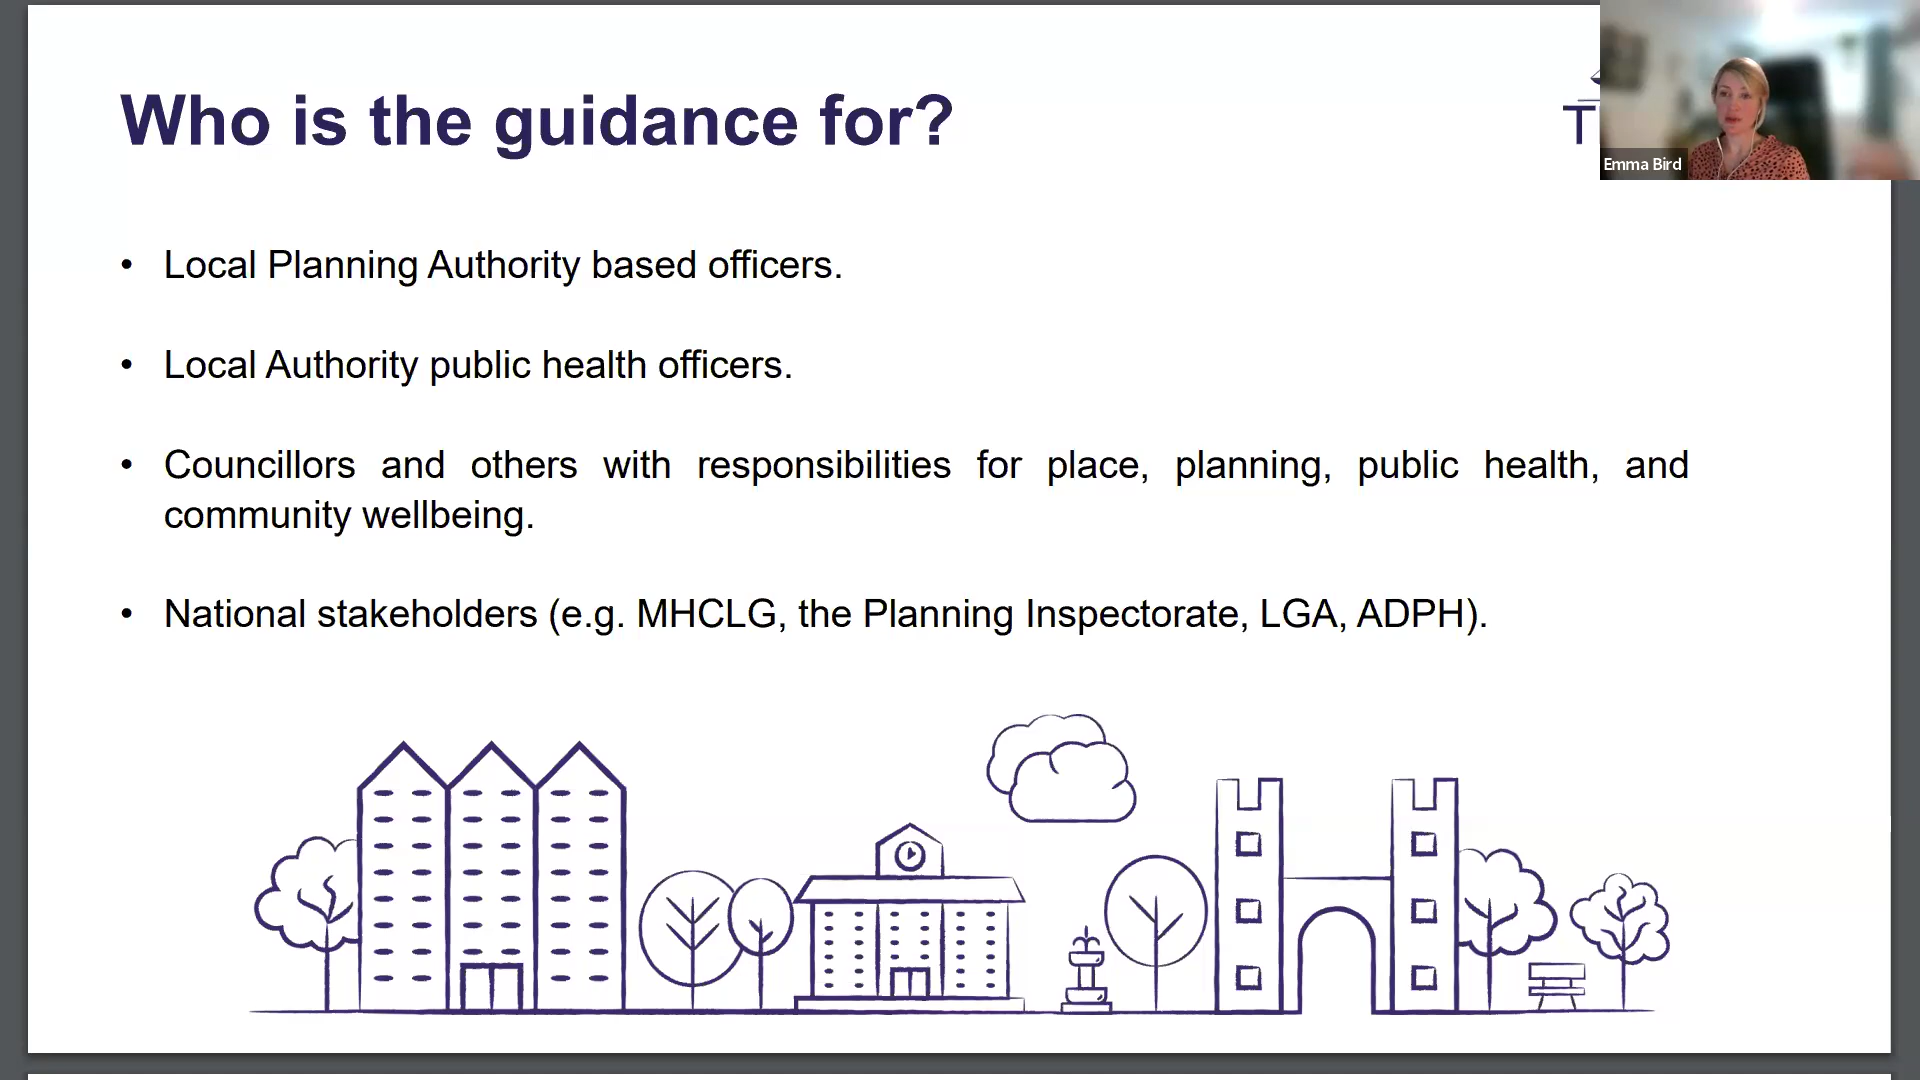 Who is the guidance for?
Emma Bird
• Local Planning Authority based officers.
• Local Authority public health officers.
• Councillors and others with responsibilities for place, planning, public health, and
community wellbeing.
• National stakeholders (e.g. MHCLG, the Planning Inspectorate, LGA, ADPH).